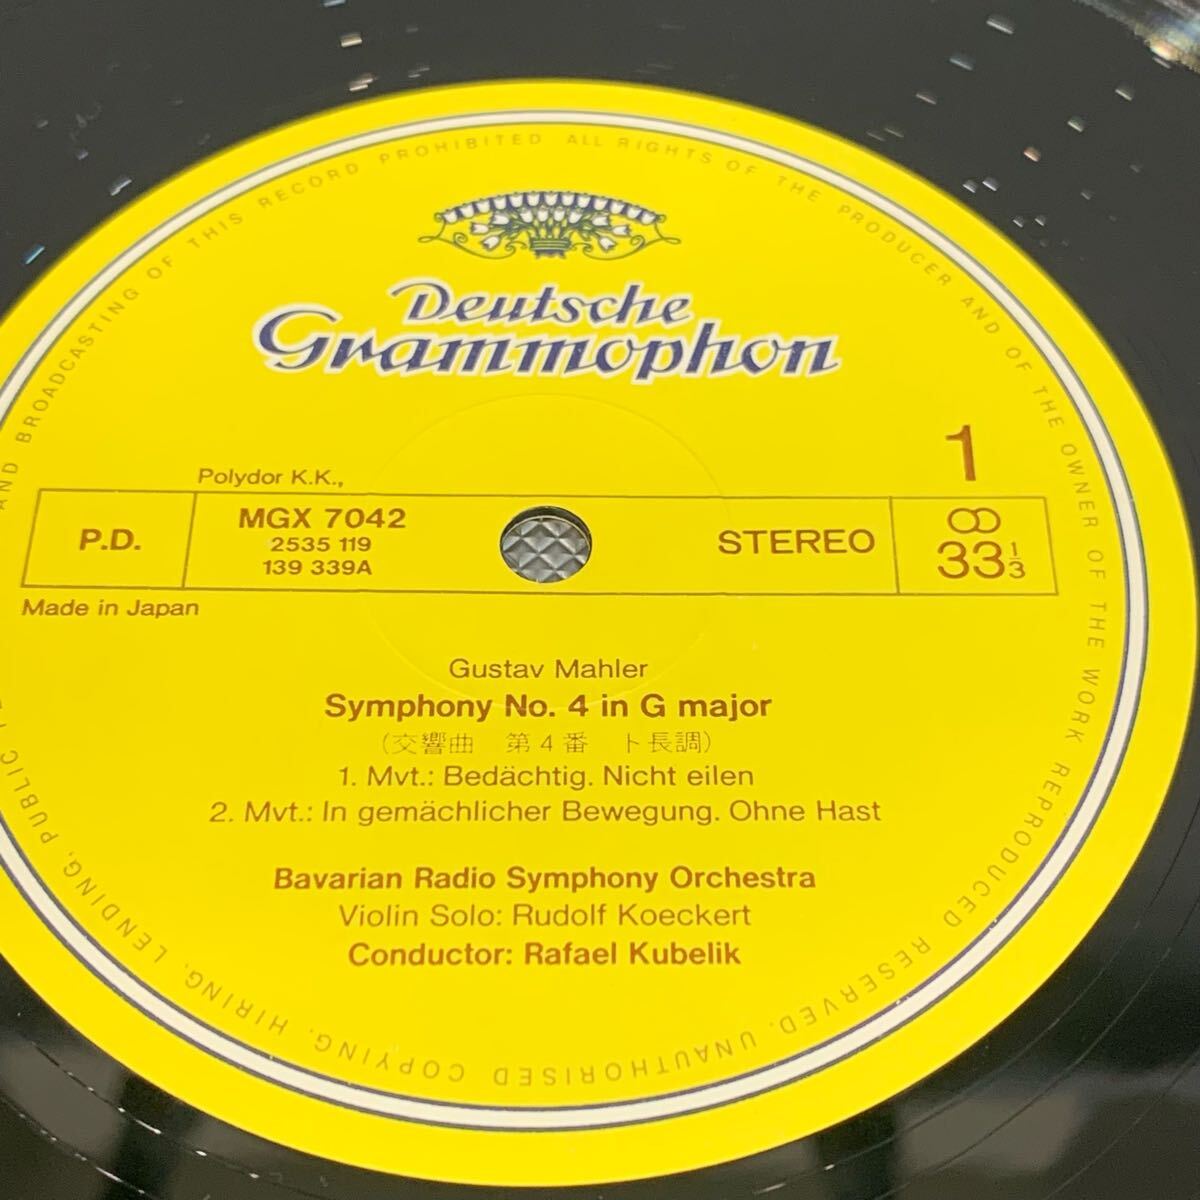 PUBLIC
LENDING, HIRING, UNAUTHORISED COPYING,
AND BROADCASTING OF THIS RECORD PROHIBITED ALL RIGHTS OF THE PRODUCER AND OF THE OWNER OF THE WORK REPRODUCED RESERVED.
Deutsche
Grammophon
1
Polydor K.K.,
P.D.
MGX 7042
2535 119
139 339A
STEREO
33 1/3
Made in Japan
Gustav Mahler
Symphony No. 4 in G major
(交響曲 第4番 ト長調)
1. Mvt.: Bedächtig. Nicht eilen
2. Mvt.: In gemächlicher Bewegung. Ohne Hast
Bavarian Radio Symphony Orchestra
Violin Solo: Rudolf Koeckert
Conductor: Rafael Kubelik